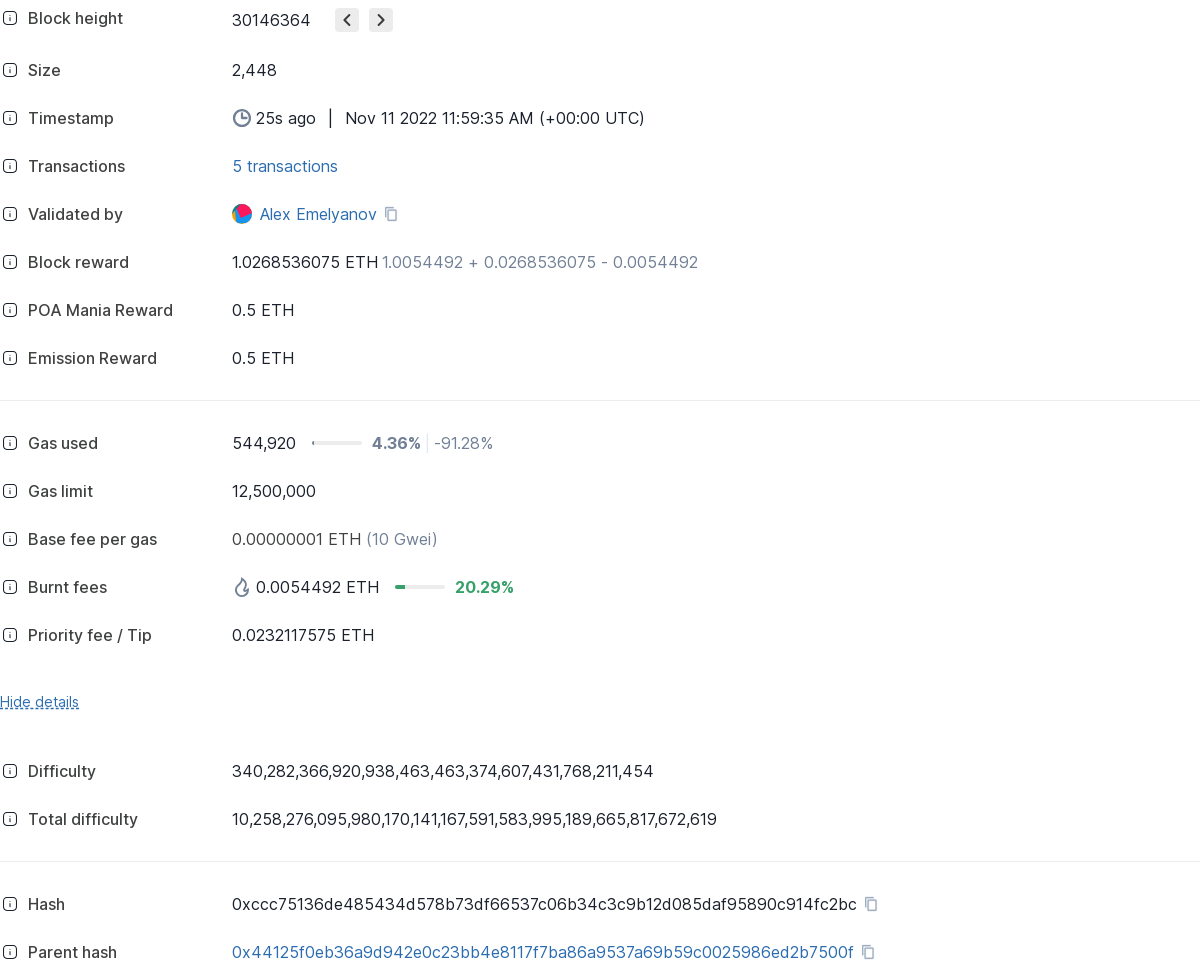 Block height 30146364
Size 2,448
Timestamp 25s ago | Nov 11 2022 11:59:35 AM (+00:00 UTC)
Transactions 5 transactions
Validated by Alex Emelyanov
Block reward 1.0268536075 ETH 1.0054492 + 0.0268536075 - 0.0054492
POA Mania Reward 0.5 ETH
Emission Reward 0.5 ETH
Gas used 544,920 4.36% -91.28%
Gas limit 12,500,000
Base fee per gas 0.00000001 ETH (10 Gwei)
Burnt fees 0.0054492 ETH 20.29%
Priority fee / Tip 0.0232117575 ETH
Hide details
Difficulty 340,282,366,920,938,463,463,374,607,431,768,211,454
Total difficulty 10,258,276,095,980,170,141,167,591,583,995,189,665,817,672,619
Hash 0xccc75136de485434d578b73df66537c06b34c3c9b12d085daf95890c914fc2bc
Parent hash 0x44125f0eb36a9d942e0c23bb4e8117f7ba86a9537a69b59c0025986ed2b7500f